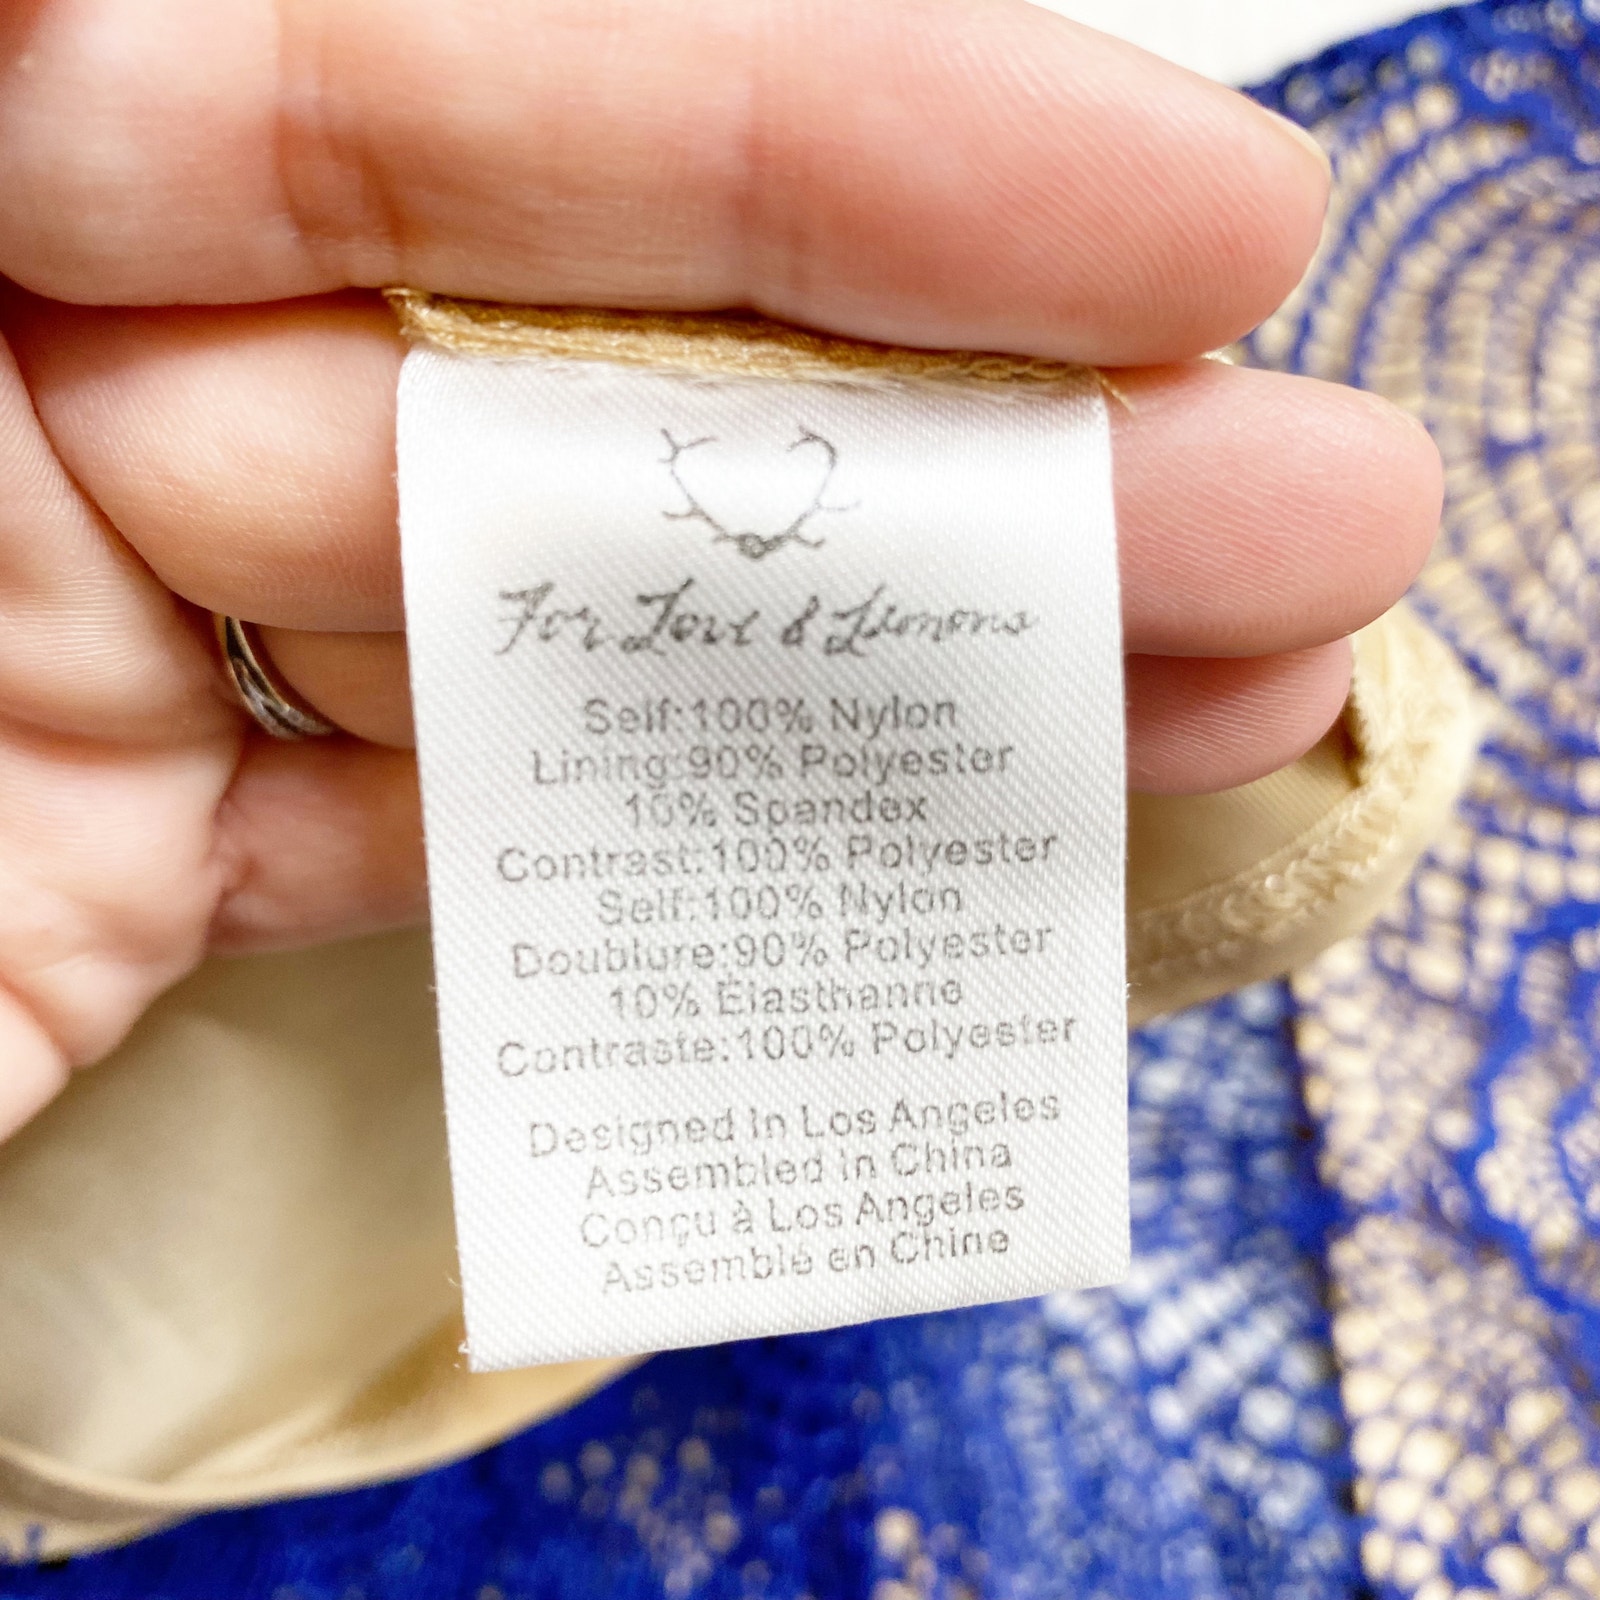 For Love & Lemons
Self:100% Nylon
Lining:90% Polyester
10% Spandex
Contrast:100% Polyester
Self:100% Nylon
Doublure:90% Polyester
10% Élasthanne
Contraste:100% Polyester
Designed in Los Angeles
Assembled in China
Conçu à Los Angeles
Assemblé en Chine